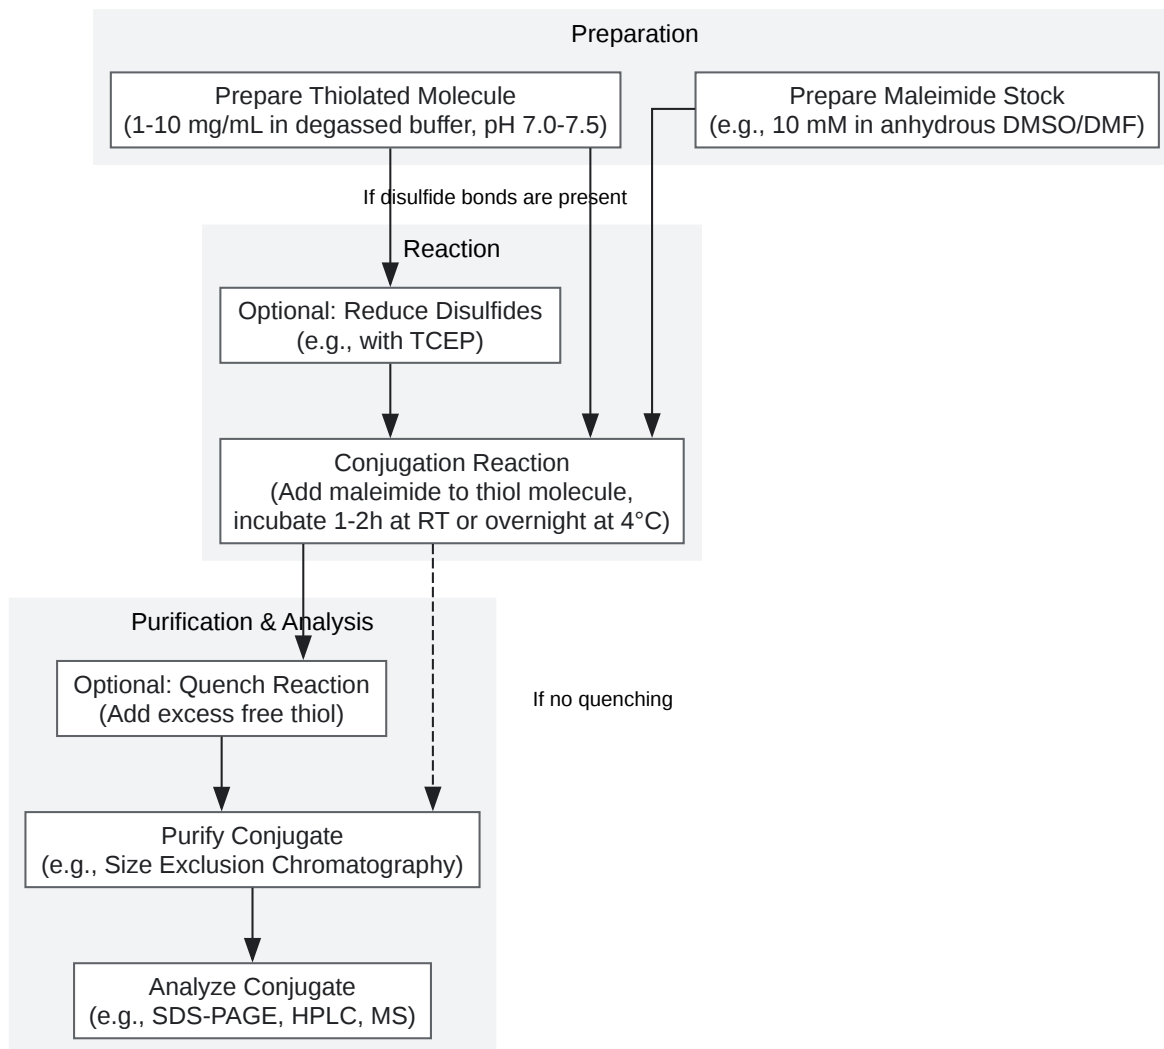 Preparation
Prepare Thiolated Molecule
(1-10 mg/mL in degassed buffer, pH 7.0-7.5)
Prepare Maleimide Stock
(e.g., 10 mM in anhydrous DMSO/DMF)
If disulfide bonds are present
Reaction
Optional: Reduce Disulfides
(e.g., with TCEP)
Conjugation Reaction
(Add maleimide to thiol molecule,
incubate 1-2h at RT or overnight at 4°C)
Purification & Analysis
Optional: Quench Reaction
(Add excess free thiol)
If no quenching
Purify Conjugate
(e.g., Size Exclusion Chromatography)
Analyze Conjugate
(e.g., SDS-PAGE, HPLC, MS)